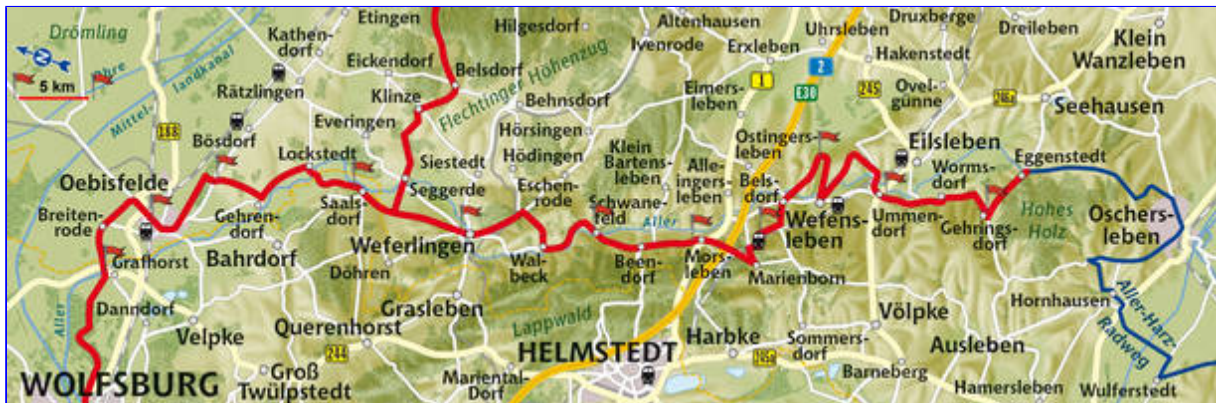 Drömling
Etingen
Kathen-
dorf
Hilgesdorf
Altenhausen
Ivenrode
Uhrsleben
Druxberge
Dreileben
Klein
Wanzleben
N
5 km
Ohre
Mittel-
landkanal
Rätzlingen
Eickendorf
Belsdorf
Klinze
Flechtinger
Höhenzug
Behnsdorf
Erxleben
1
2
E30
Hakenstedt
245
Ovel-
günne
246a
Seehausen
188
Bösdorf
Everingen
Hörsingen
Eimers-
leben
Ostingers-
leben
Eilsleben
Oebisfelde
Lockstedt
Siestedt
Hödingen
Klein
Bartens-
leben
Alle-
ringers-
leben
Worms-
dorf
Eggenstedt
Breiten-
rode
Gehren-
dorf
Saals-
dorf
Seggerde
Eschen-
rode
Schwane-
feld
Aller
Bels-
dorf
Wefens-
leben
Ummen-
dorf
Gehrings-
dorf
Hohes
Holz
Oschers-
leben
Grafhorst
Bahrdorf
Weferlingen
Wal-
beck
Been-
dorf
Mors-
leben
Marienborn
Döhren
Aller
Danndorf
Velpke
Grasleben
Lappwald
Hornhausen
Aller-Harz-
Radweg
Querenhorst
244
HELMSTEDT
Harbke
245a
Sommers-
dorf
Völpke
Ausleben
WOLFSBURG
Groß
Twülpstedt
Mariental-
Dorf
Barneberg
Hamersleben
Wulferstedt